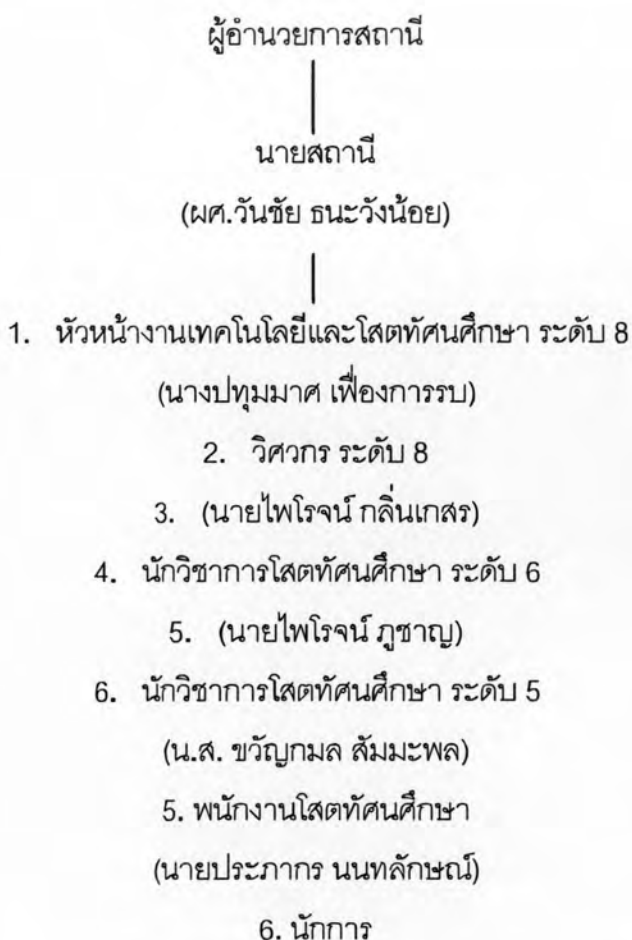 ผู้อำนวยการสถานี
นายสถานี
(ผศ.วันชัย ธนะวังน้อย)
1. หัวหน้างานเทคโนโลยีและโสตทัศนศึกษา ระดับ 8
(นางปทุมมาศ เฟื่องการรบ)
2. วิศวกร ระดับ 8
3. (นายไพโรจน์ กลิ่นเกสร)
4. นักวิชาการโสตทัศนศึกษา ระดับ 6
5. (นายไพโรจน์ ภูชาญ)
6. นักวิชาการโสตทัศนศึกษา ระดับ 5
(น.ส. ขวัญกมล สัมมะพล)
5. พนักงานโสตทัศนศึกษา
(นายประภากร นนทลักษณ์)
6. นักการ